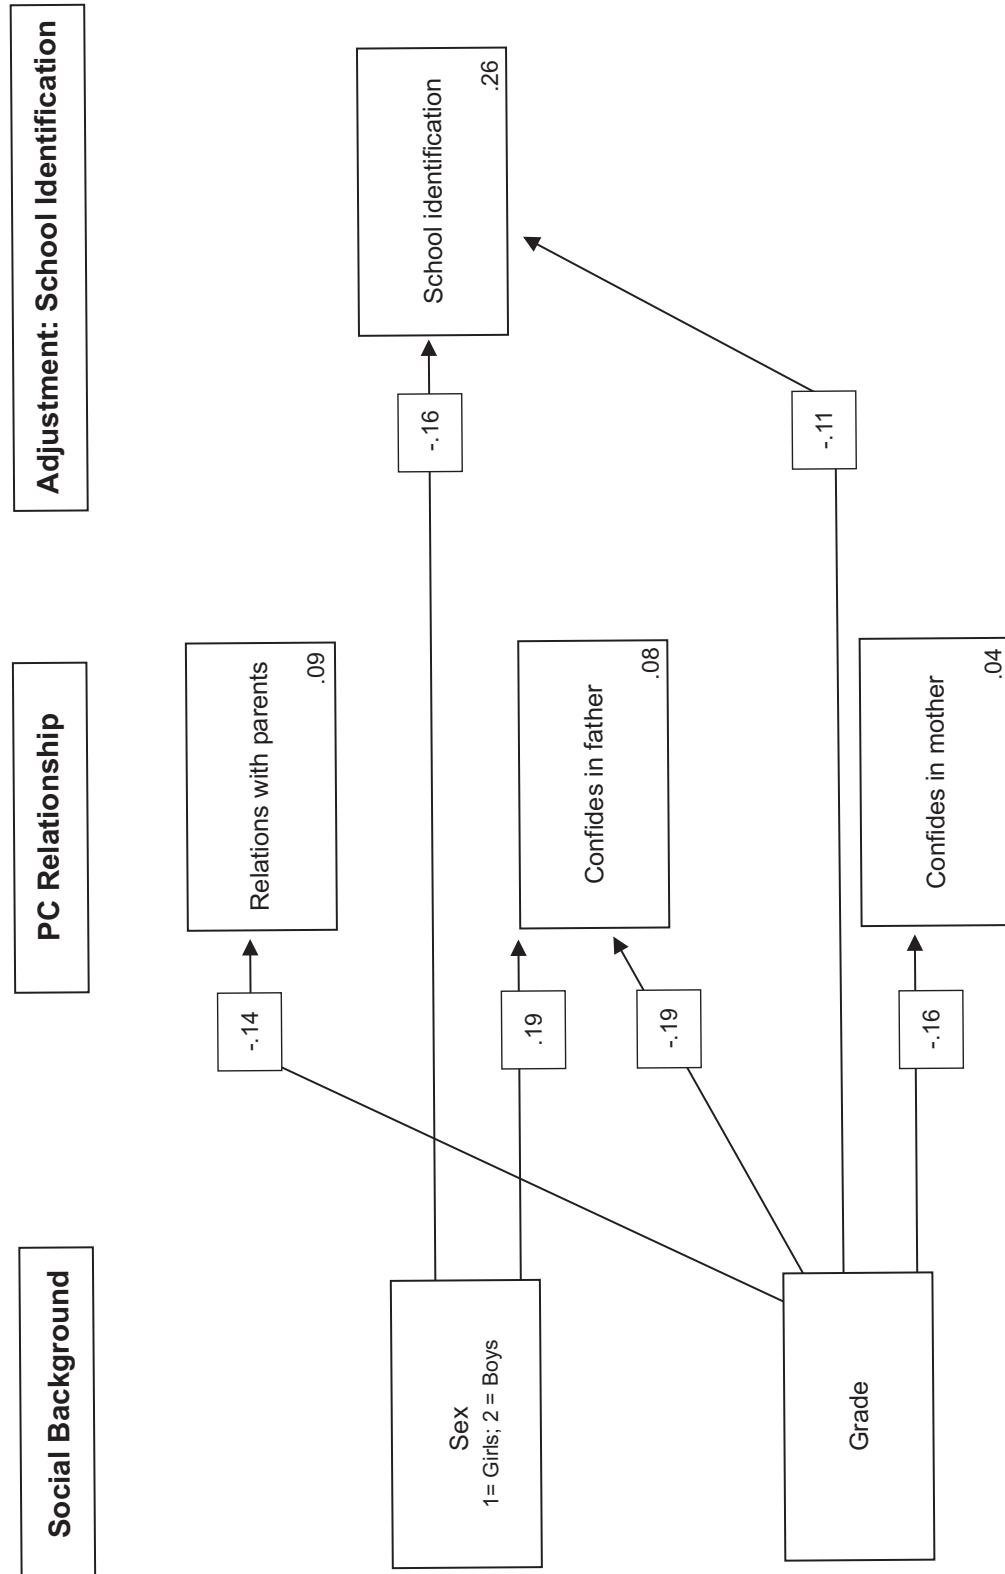 Social Background
PC Relationship
Adjustment: School Identification
Relations with parents
.09
-.14
School identification
.26
-.16
Sex
1= Girls; 2 = Boys
.19
Confides in father
.08
-.19
-.11
Grade
-.16
Confides in mother
.04